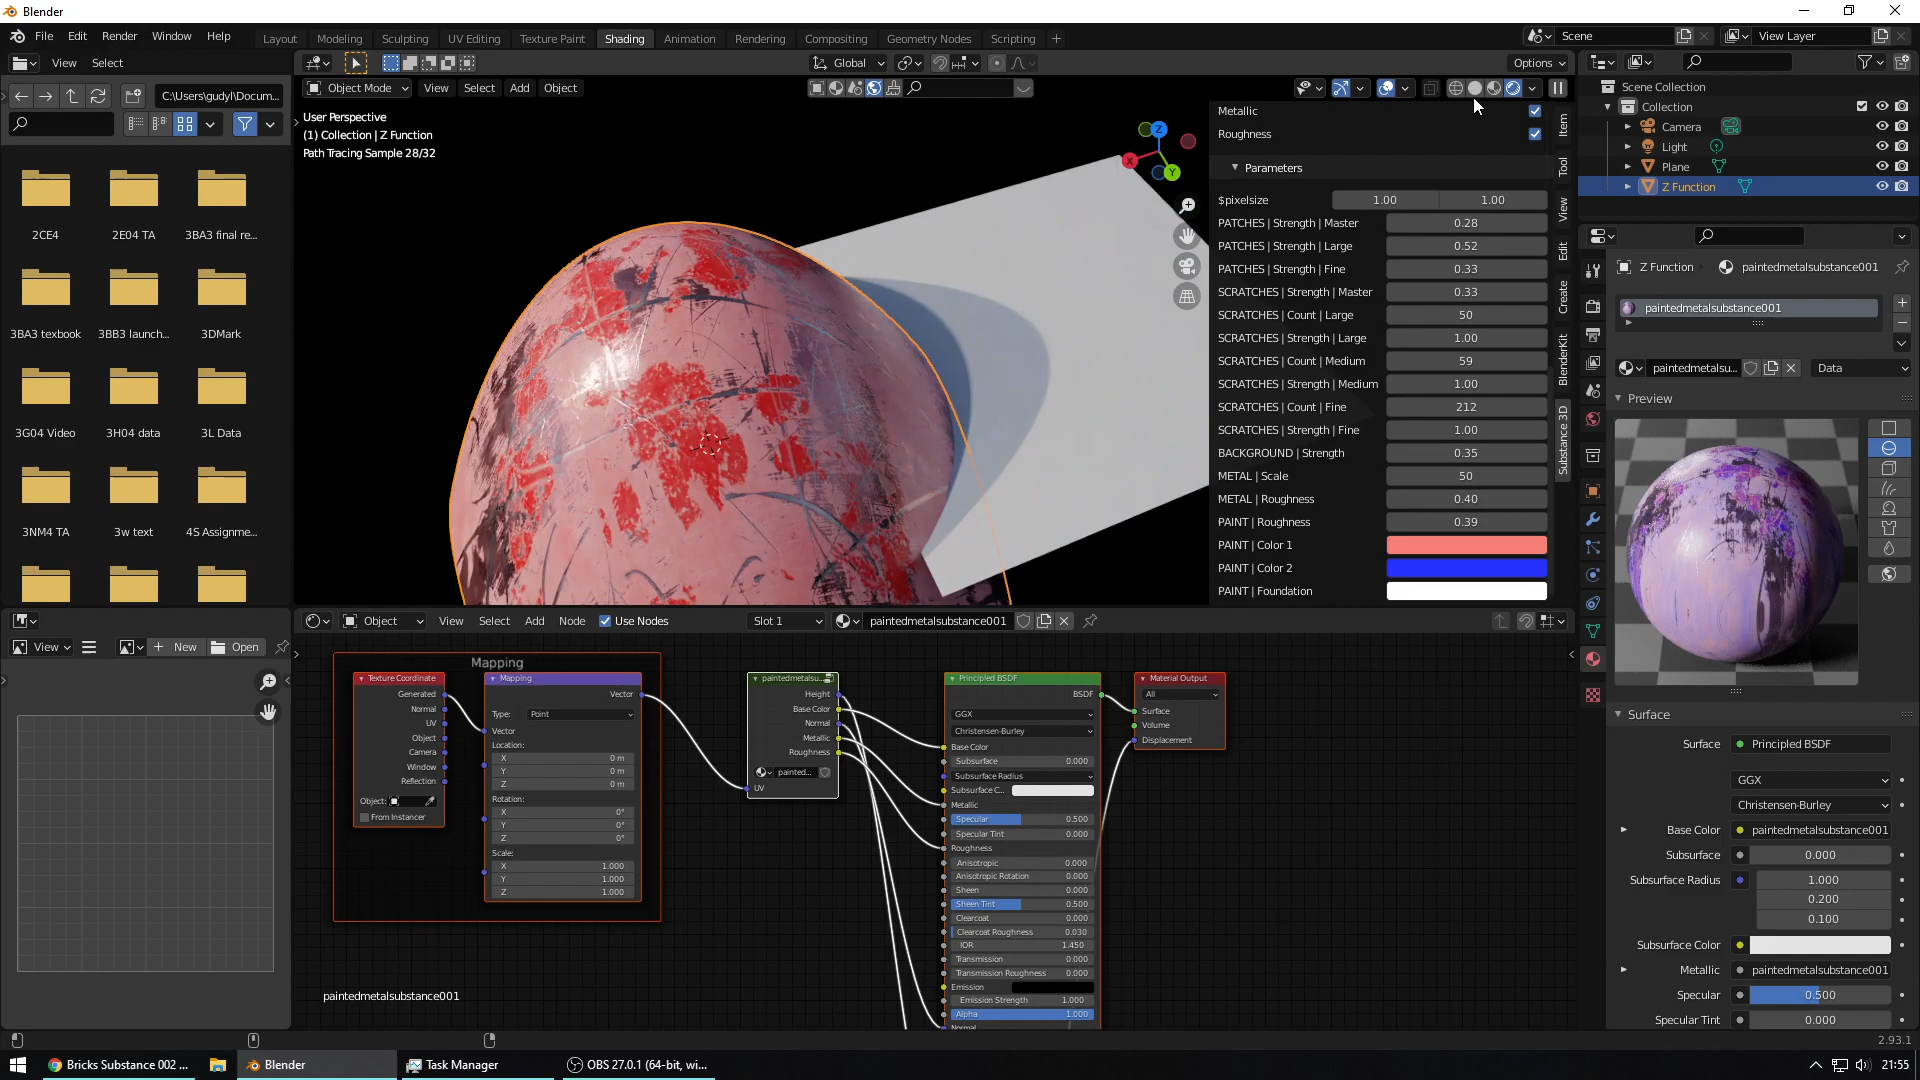 Blender
File Edit Render Window Help
Layout Modeling Sculpting UV Editing Texture Paint Shading Animation Rendering Compositing Geometry Nodes Scripting +
Scene
View Layer
View Select
Global
Options
C:\Users\gudyl\Docum...
Object Mode View Select Add Object
User Perspective
(1) Collection | Z Function
Path Tracing Sample 28/32
Z
X
Y
2CE4
2E04 TA
3BA3 final re...
3BA3 texbook
3BB3 launch...
3DMark
3G04 Video
3H04 data
3L Data
3NM4 TA
3w text
4S Assignme...
Metallic
Roughness
Parameters
$pixelsize 1.00 1.00
PATCHES | Strength | Master 0.28
PATCHES | Strength | Large 0.52
PATCHES | Strength | Fine 0.33
SCRATCHES | Strength | Master 0.33
SCRATCHES | Count | Large 50
SCRATCHES | Strength | Large 1.00
SCRATCHES | Count | Medium 59
SCRATCHES | Strength | Medium 1.00
SCRATCHES | Count | Fine 212
SCRATCHES | Strength | Fine 1.00
BACKGROUND | Strength 0.35
METAL | Scale 50
METAL | Roughness 0.40
PAINT | Roughness 0.39
PAINT | Color 1
PAINT | Color 2
PAINT | Foundation
Item
Tool
View
Edit
Create
BlenderKit
Substance 3D
Scene Collection
Collection
Camera
Light
Plane
Z Function
Z Function paintedmetalsubstance001
paintedmetalsubstance001
paintedmetalsu... Data
Preview
Surface
Surface Principled BSDF
GGX
Christensen-Burley
Base Color paintedmetalsubstance001
Subsurface 0.000
Subsurface Radius 1.000
0.200
0.100
Subsurface Color
Metallic paintedmetalsubstance001
Specular 0.500
Specular Tint 0.000
View + New Open
Object View Select Add Node Use Nodes Slot 1 paintedmetalsubstance001
Mapping
Texture Coordinate
Generated
Normal
UV
Object
Camera
Window
Reflection
Object:
From Instancer
Mapping
Vector
Type: Point
Vector
Location:
X 0 m
Y 0 m
Z 0 m
Rotation:
X 0°
Y 0°
Z 0°
Scale:
X 1.000
Y 1.000
Z 1.000
paintedmetalsu...
Height
Base Color
Normal
Metallic
Roughness
painted...
UV
Principled BSDF
BSDF
GGX
Christensen-Burley
Base Color
Subsurface 0.000
Subsurface Radius
Subsurface C...
Metallic
Specular 0.500
Specular Tint 0.000
Roughness
Anisotropic 0.000
Anisotropic Rotation 0.000
Sheen 0.000
Sheen Tint 0.500
Clearcoat 0.000
Clearcoat Roughness 0.030
IOR 1.450
Transmission 0.000
Transmission Roughness 0.000
Emission
Emission Strength 1.000
Alpha 1.000
Normal
Material Output
All
Surface
Volume
Displacement
paintedmetalsubstance001
2.93.1
Bricks Substance 002 ...
Blender
Task Manager
OBS 27.0.1 (64-bit, wi...
21:55